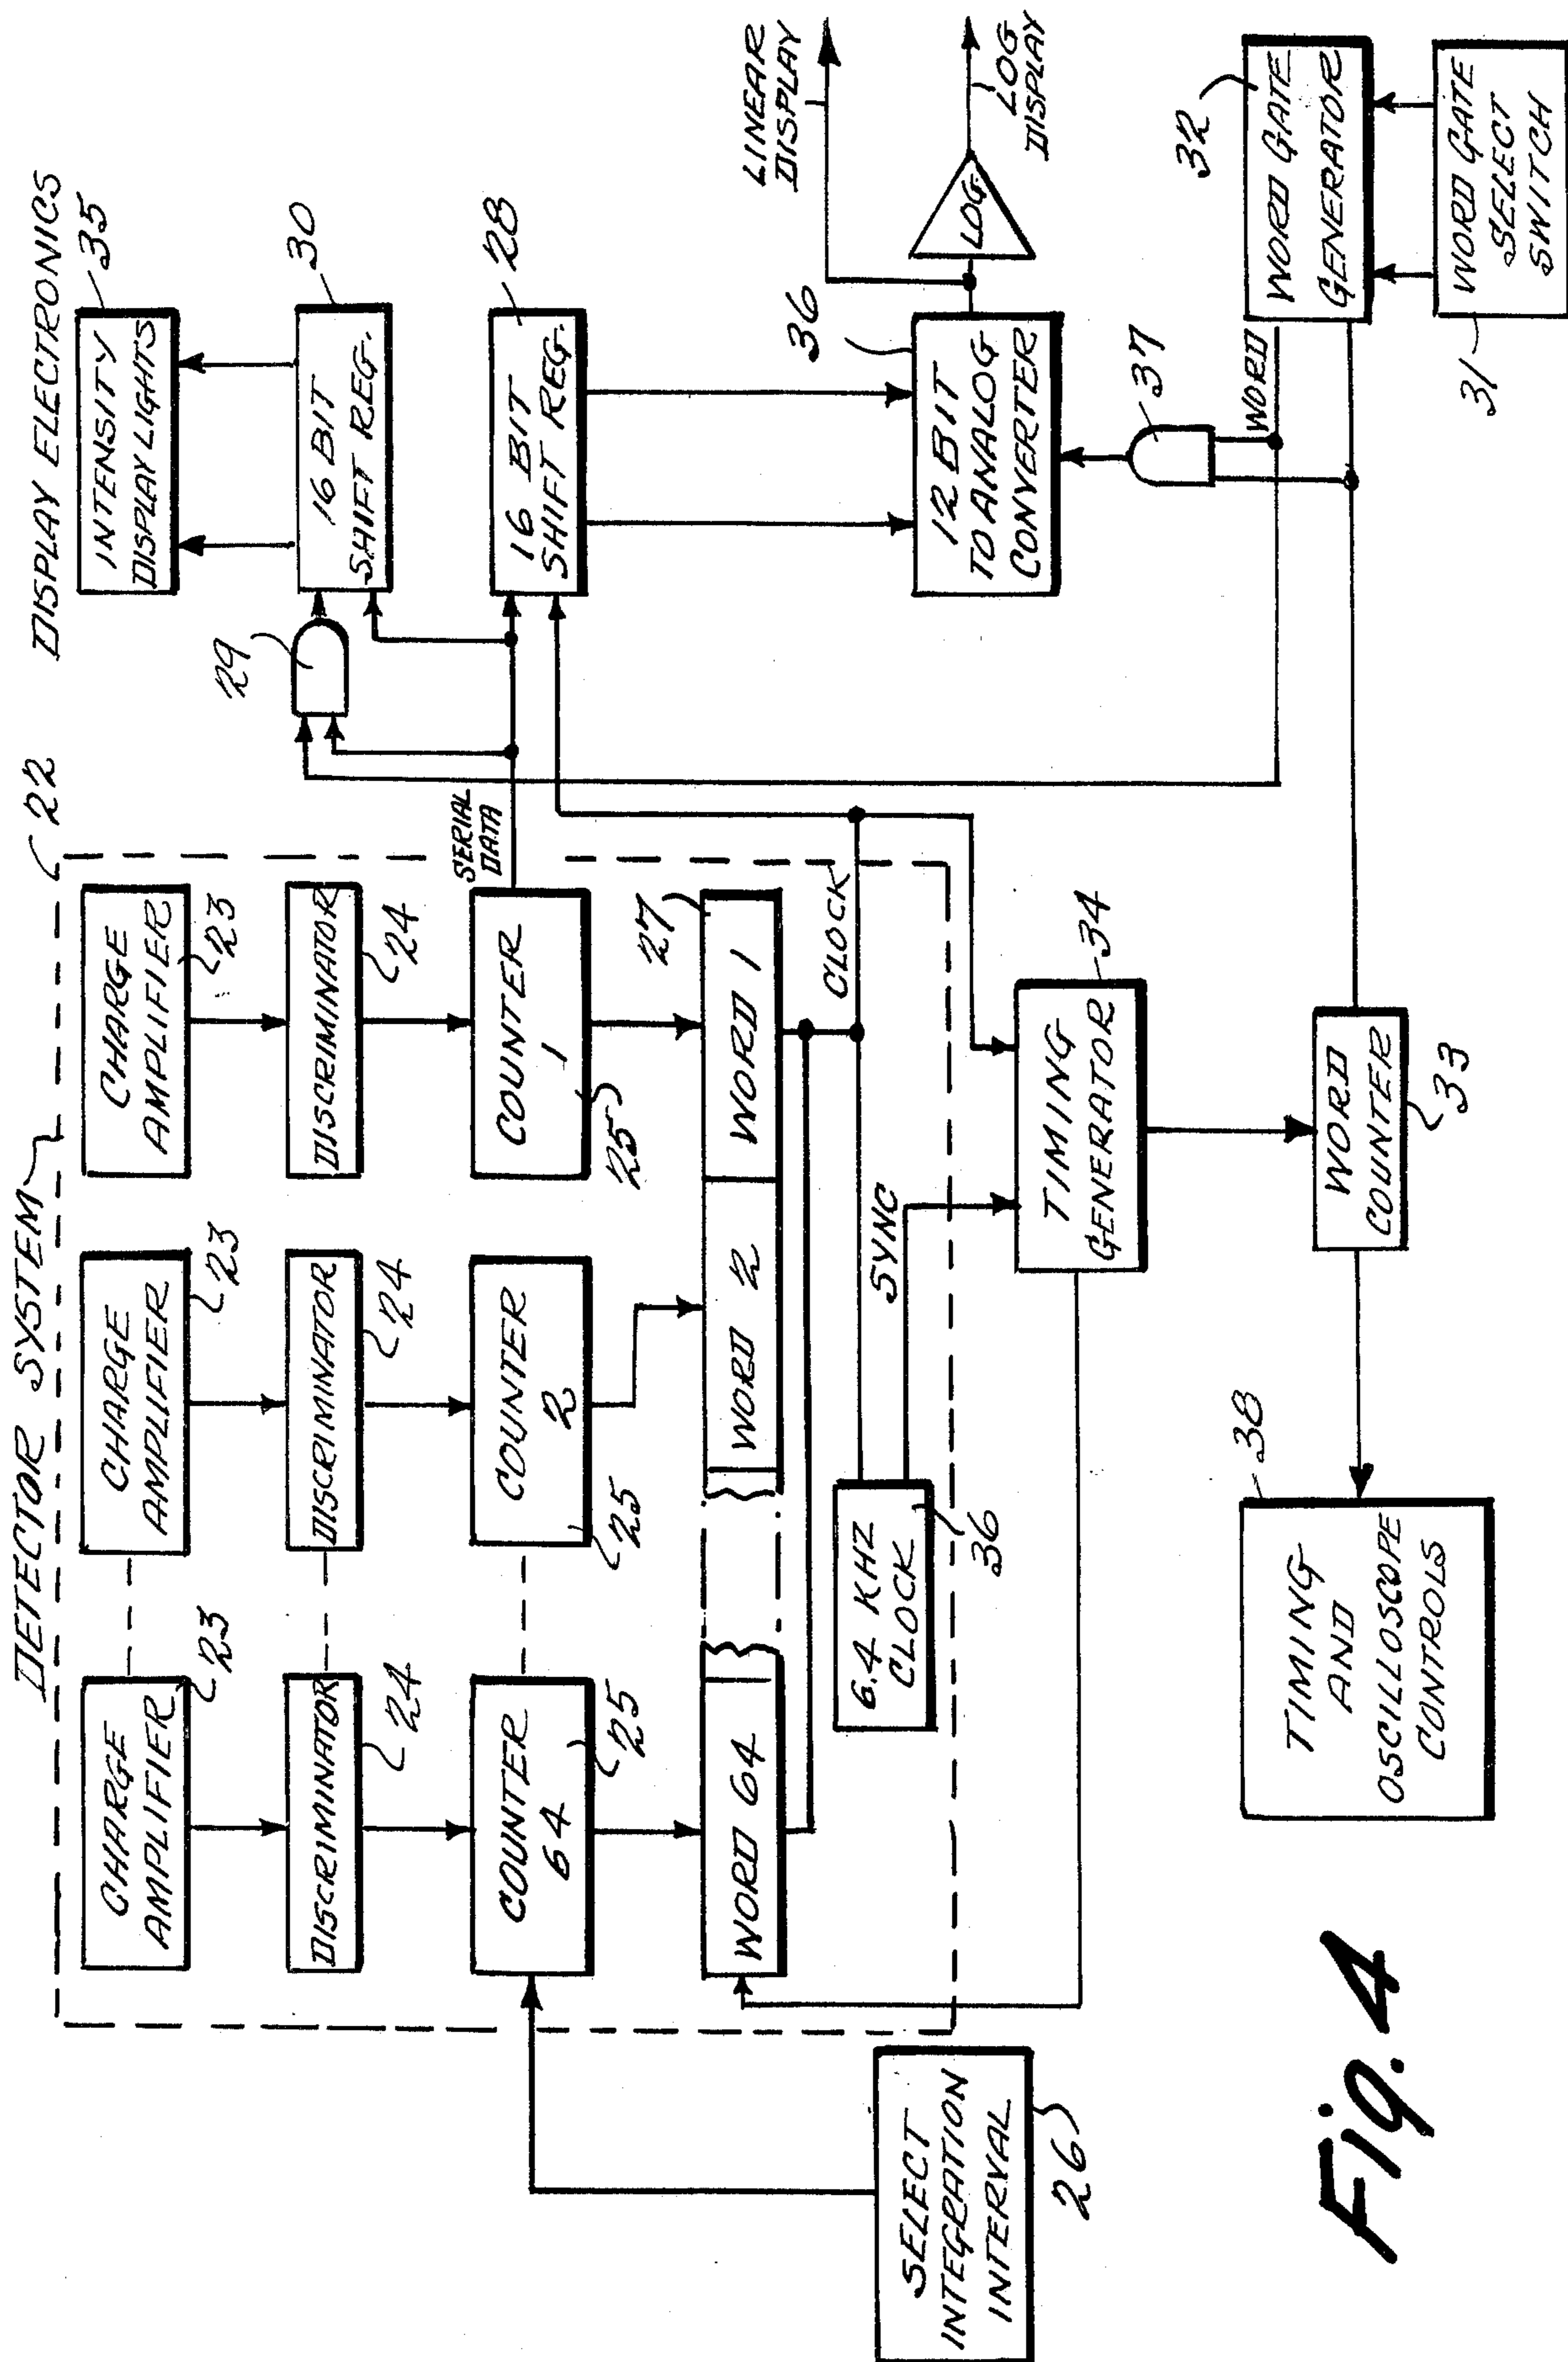 DETECTOR SYSTEM
22
DISPLAY ELECTRONICS
CHARGE
AMPLIFIER
23
CHARGE
AMPLIFIER
23
CHARGE
AMPLIFIER
23
INTENSITY
DISPLAY LIGHTS
35
DISCRIMINATOR
24
DISCRIMINATOR
24
DISCRIMINATOR
24
29
16 BIT
SHIFT REG.
30
COUNTER
64
25
COUNTER
2
25
COUNTER
1
25
SERIAL
DATA
16 BIT
SHIFT REG.
28
WORD 64
WORD 2
WORD 1
27
LINEAR
DISPLAY
6.4 KHZ
CLOCK
36
SYNC
CLOCK
12 BIT
TO ANALOG
CONVERTER
36
LOG
LOG
DISPLAY
SELECT
INTEGRATION
INTERVAL
26
TIMING
GENERATOR
34
37
WORD
WORD GATE
GENERATOR
32
TIMING
AND
OSCILLOSCOPE
CONTROLS
38
WORD
COUNTER
33
WORD GATE
SELECT
SWITCH
31
Fig. 4